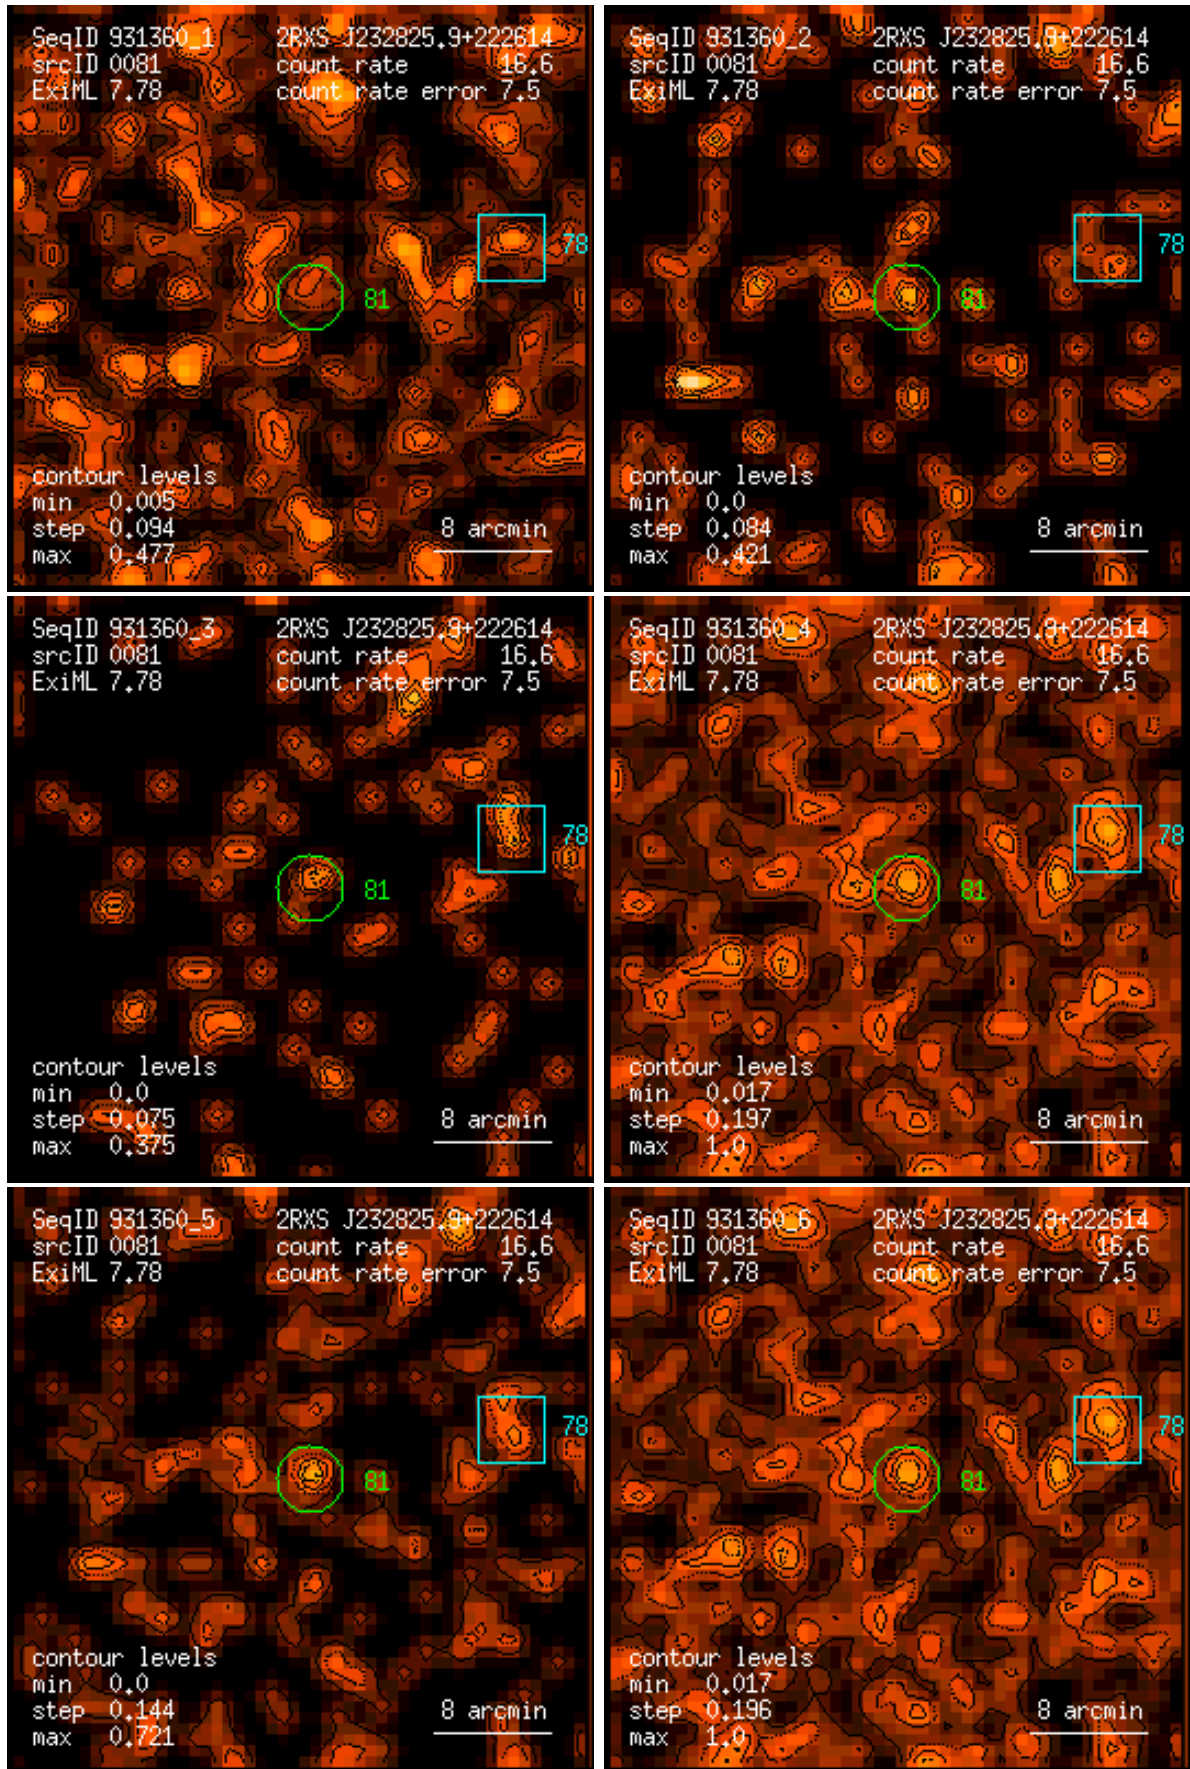 SeqID 931360_1 2RXS J232825.9+222614
srcID 0081 count rate 16.6
ExiML 7.78 count rate error 7.5
78
81
contour levels
min 0.005
step 0.094 8 arcmin
max 0.477
SeqID 931360_2 2RXS J232825.9+222614
srcID 0081 count rate 16.6
ExiML 7.78 count rate error 7.5
78
81
contour levels
min 0.0
step 0.084 8 arcmin
max 0.421
SeqID 931360_3 2RXS J232825.9+222614
srcID 0081 count rate 16.6
ExiML 7.78 count rate error 7.5
78
81
contour levels
min 0.0
step 0.075 8 arcmin
max 0.375
SeqID 931360_4 2RXS J232825.9+222614
srcID 0081 count rate 16.6
ExiML 7.78 count rate error 7.5
78
81
contour levels
min 0.017
step 0.197 8 arcmin
max 1.0
SeqID 931360_5 2RXS J232825.9+222614
srcID 0081 count rate 16.6
ExiML 7.78 count rate error 7.5
78
81
contour levels
min 0.0
step 0.144 8 arcmin
max 0.721
SeqID 931360_6 2RXS J232825.9+222614
srcID 0081 count rate 16.6
ExiML 7.78 count rate error 7.5
78
81
contour levels
min 0.017
step 0.196 8 arcmin
max 1.0